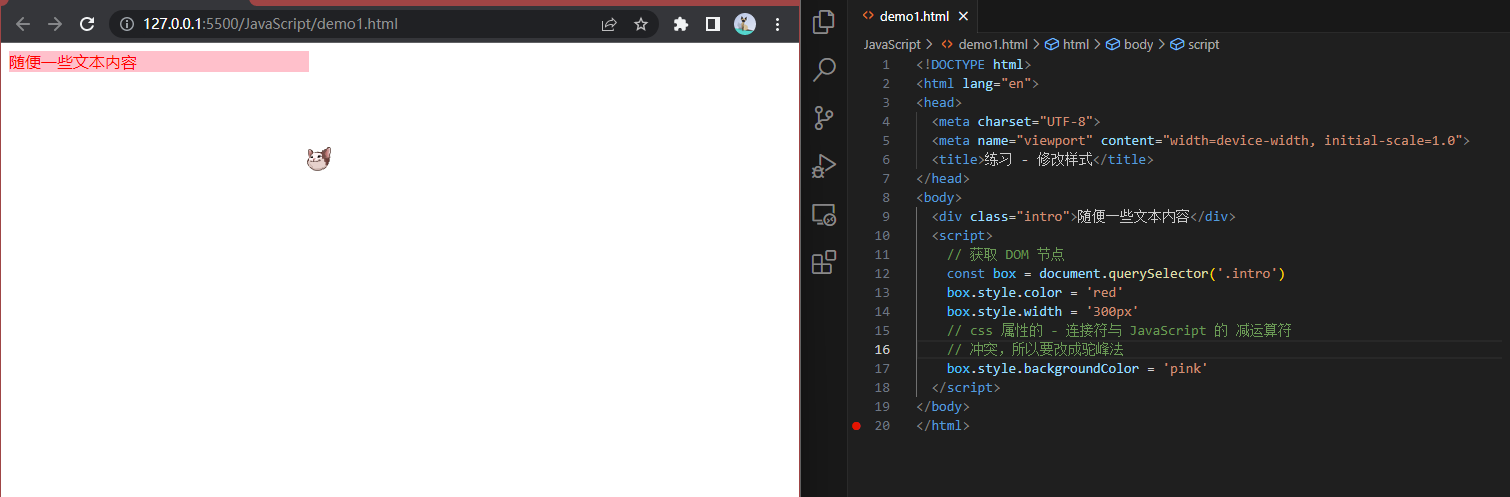 127.0.0.1:5500/JavaScript/demo1.html
随便一些文本内容
demo1.html
JavaScript > demo1.html > html > body > script
1 <!DOCTYPE html>
2 <html lang="en">
3 <head>
4 <meta charset="UTF-8">
5 <meta name="viewport" content="width=device-width, initial-scale=1.0">
6 <title>练习 - 修改样式</title>
7 </head>
8 <body>
9 <div class="intro">随便一些文本内容</div>
10 <script>
11 // 获取 DOM 节点
12 const box = document.querySelector('.intro')
13 box.style.color = 'red'
14 box.style.width = '300px'
15 // css 属性的 - 连接符与 JavaScript 的 减运算符
16 // 冲突，所以要改成驼峰法
17 box.style.backgroundColor = 'pink'
18 </script>
19 </body>
20 </html>